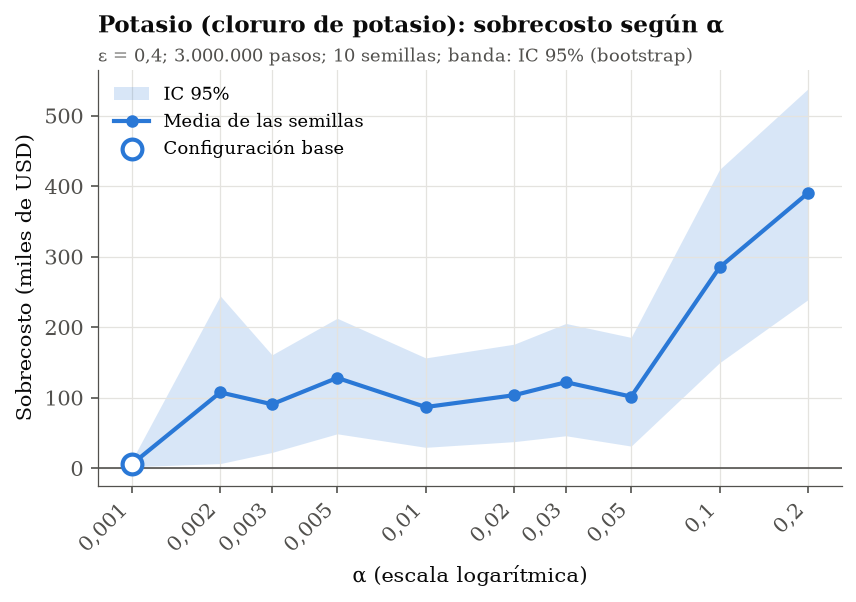 Potasio (cloruro de potasio): sobrecosto según α
ε = 0,4; 3.000.000 pasos; 10 semillas; banda: IC 95% (bootstrap)
IC 95%
Media de las semillas
Configuración base
Sobrecosto (miles de USD)
500
400
300
200
100
0
0,001
0,002
0,003
0,005
0,01
0,02
0,03
0,05
0,1
0,2
α (escala logarítmica)